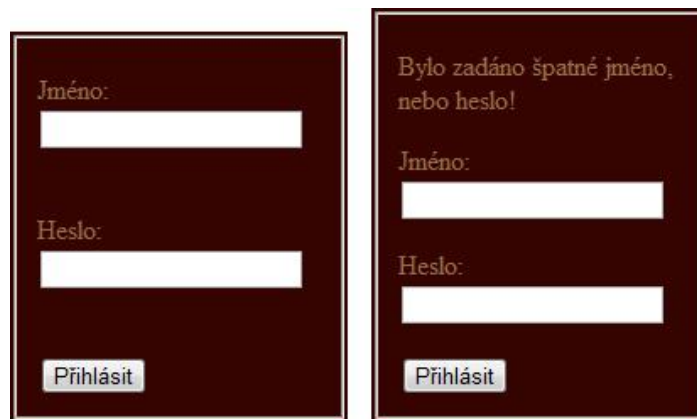 Jméno:
Heslo:
Přihlásit
Bylo zadáno špatné jméno,
nebo heslo!
Jméno:
Heslo:
Přihlásit